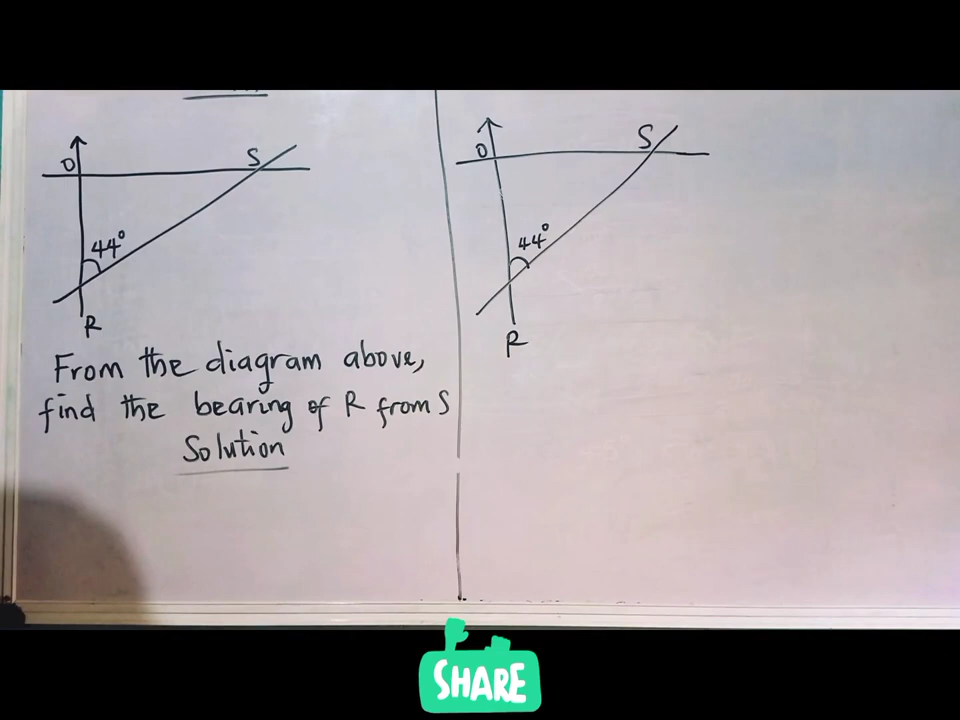 O S
44°
R
From the diagram above,
find the bearing of R from S
Solution
O S
44°
R
SHARE